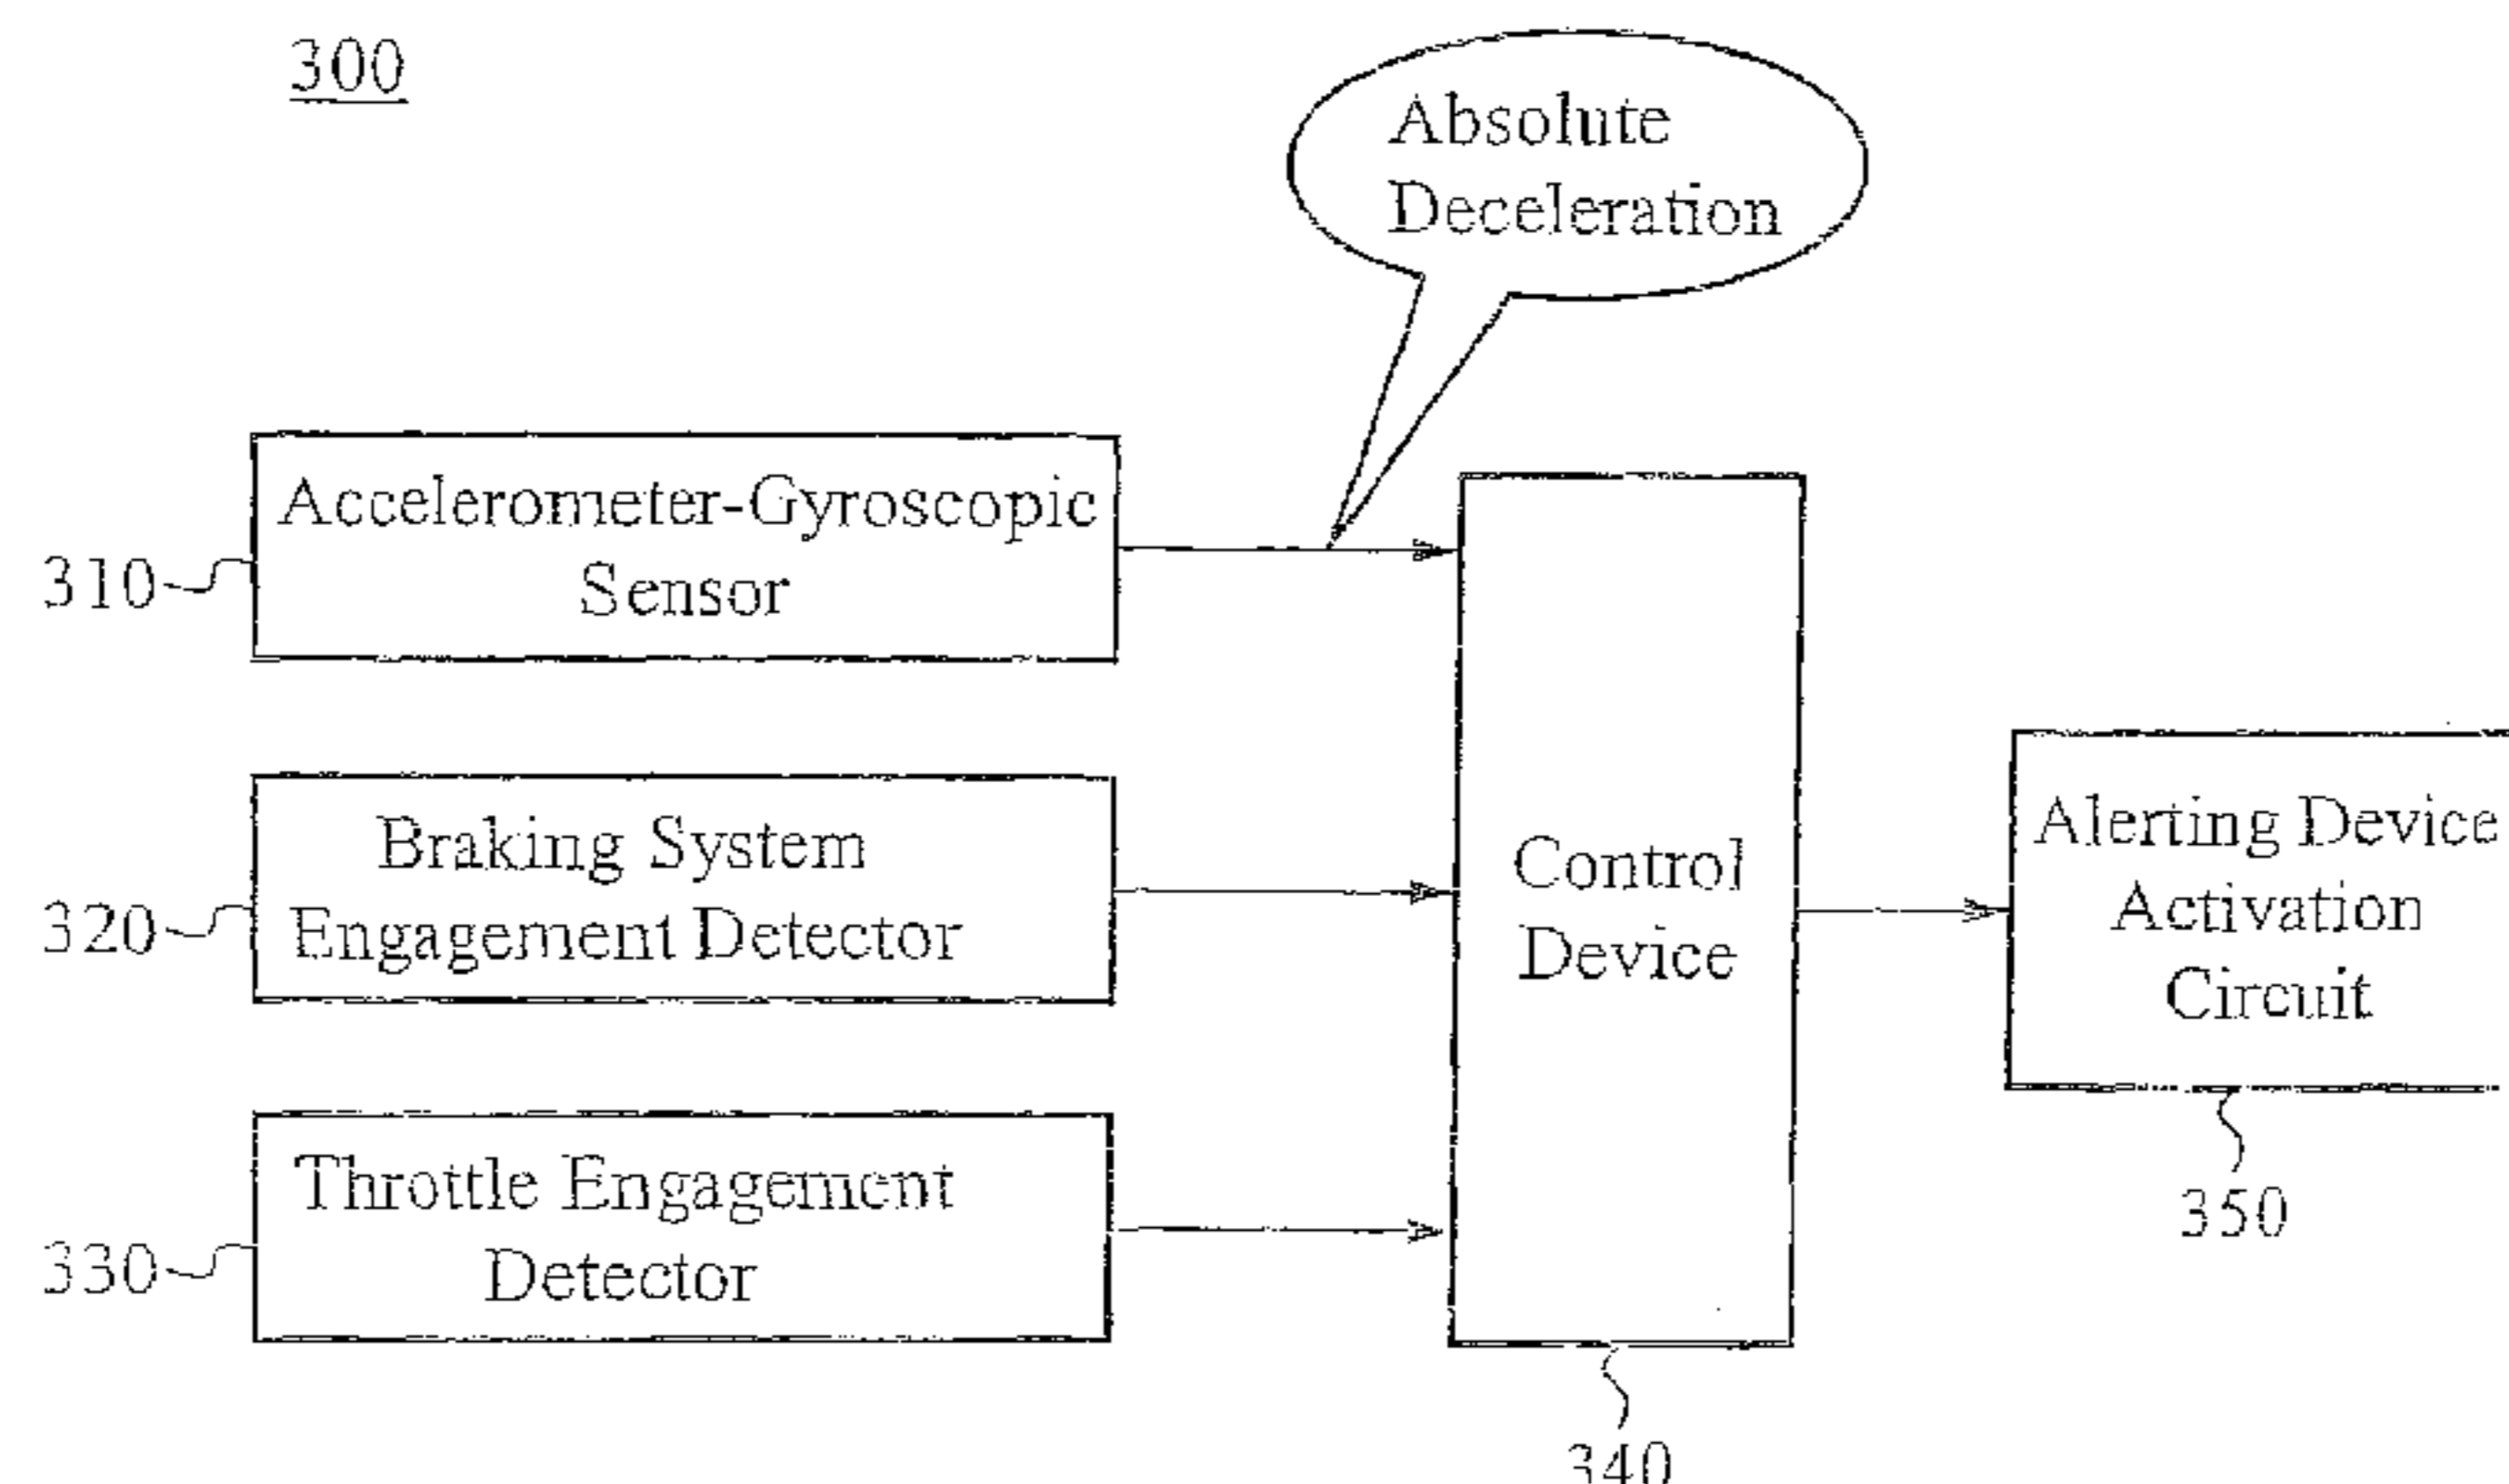 300
Absolute
Deceleration
Accelerometer-Gyroscopic
Sensor
310
Braking System
Engagement Detector
320
Throttle Engagement
Detector
330
Control
Device
340
Alerting Device
Activation
Circuit
350